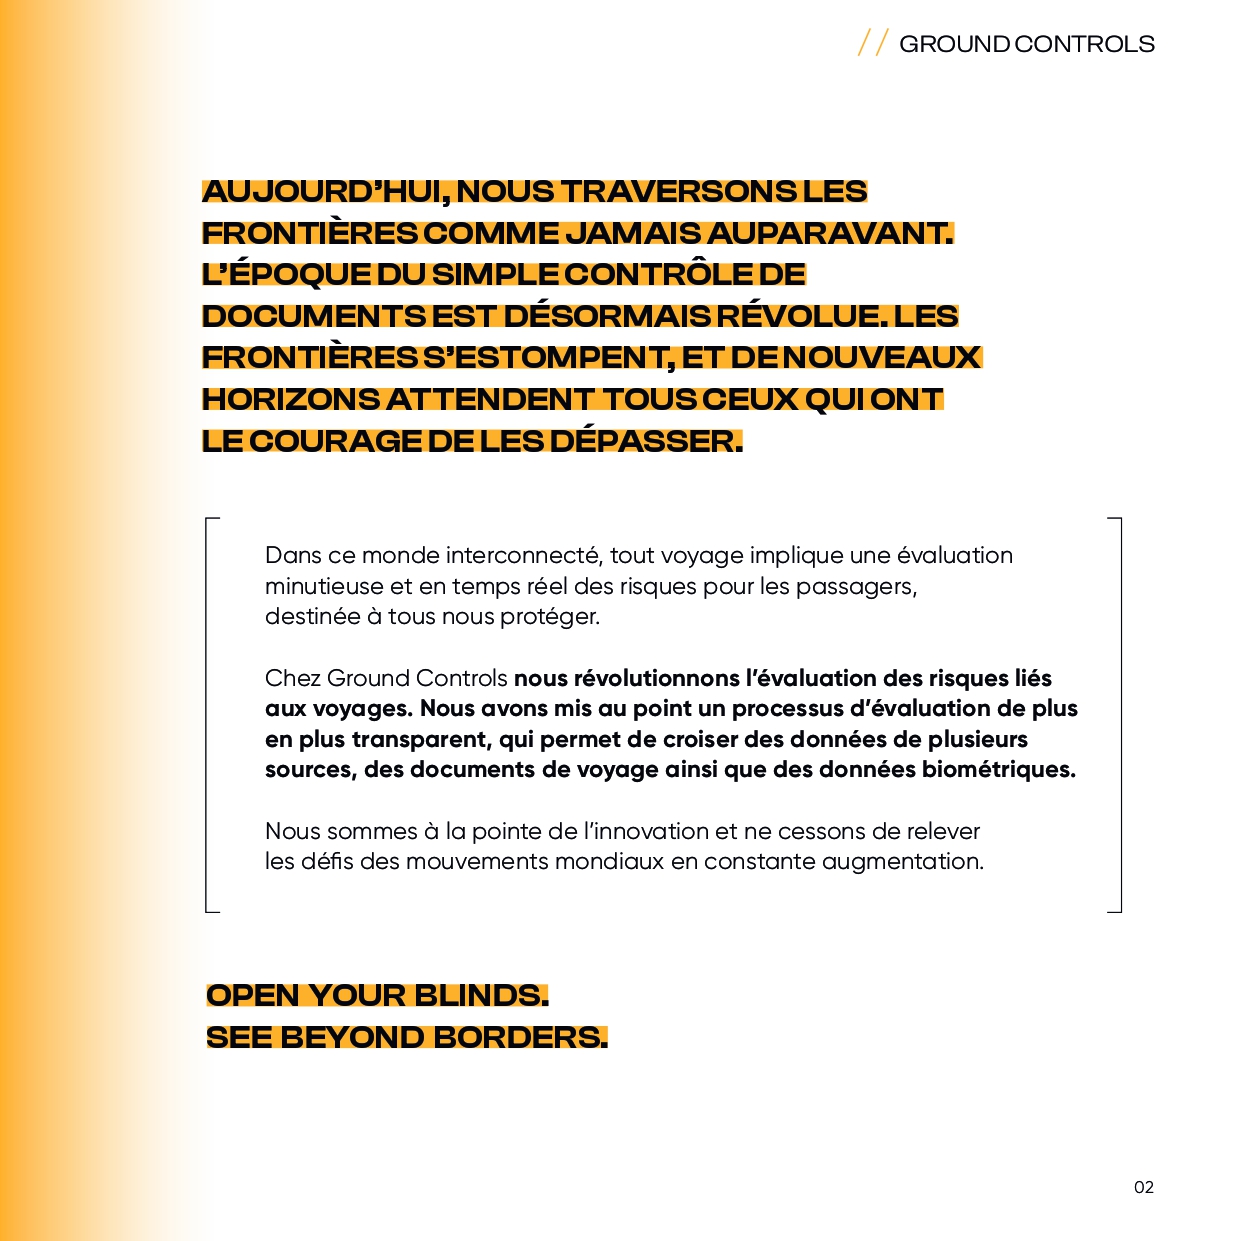 // GROUND CONTROLS
AUJOURD’HUI, NOUS TRAVERSONS LES
FRONTIÈRES COMME JAMAIS AUPARAVANT.
L’ÉPOQUE DU SIMPLE CONTRÔLE DE
DOCUMENTS EST DÉSORMAIS RÉVOLUE. LES
FRONTIÈRES S’ESTOMPENT, ET DE NOUVEAUX
HORIZONS ATTENDENT TOUS CEUX QUI ONT
LE COURAGE DE LES DÉPASSER.
Dans ce monde interconnecté, tout voyage implique une évaluation
minutieuse et en temps réel des risques pour les passagers,
destinée à tous nous protéger.
Chez Ground Controls nous révolutionnons l’évaluation des risques liés
aux voyages. Nous avons mis au point un processus d’évaluation de plus
en plus transparent, qui permet de croiser des données de plusieurs
sources, des documents de voyage ainsi que des données biométriques.
Nous sommes à la pointe de l’innovation et ne cessons de relever
les défis des mouvements mondiaux en constante augmentation.
OPEN YOUR BLINDS.
SEE BEYOND BORDERS.
02